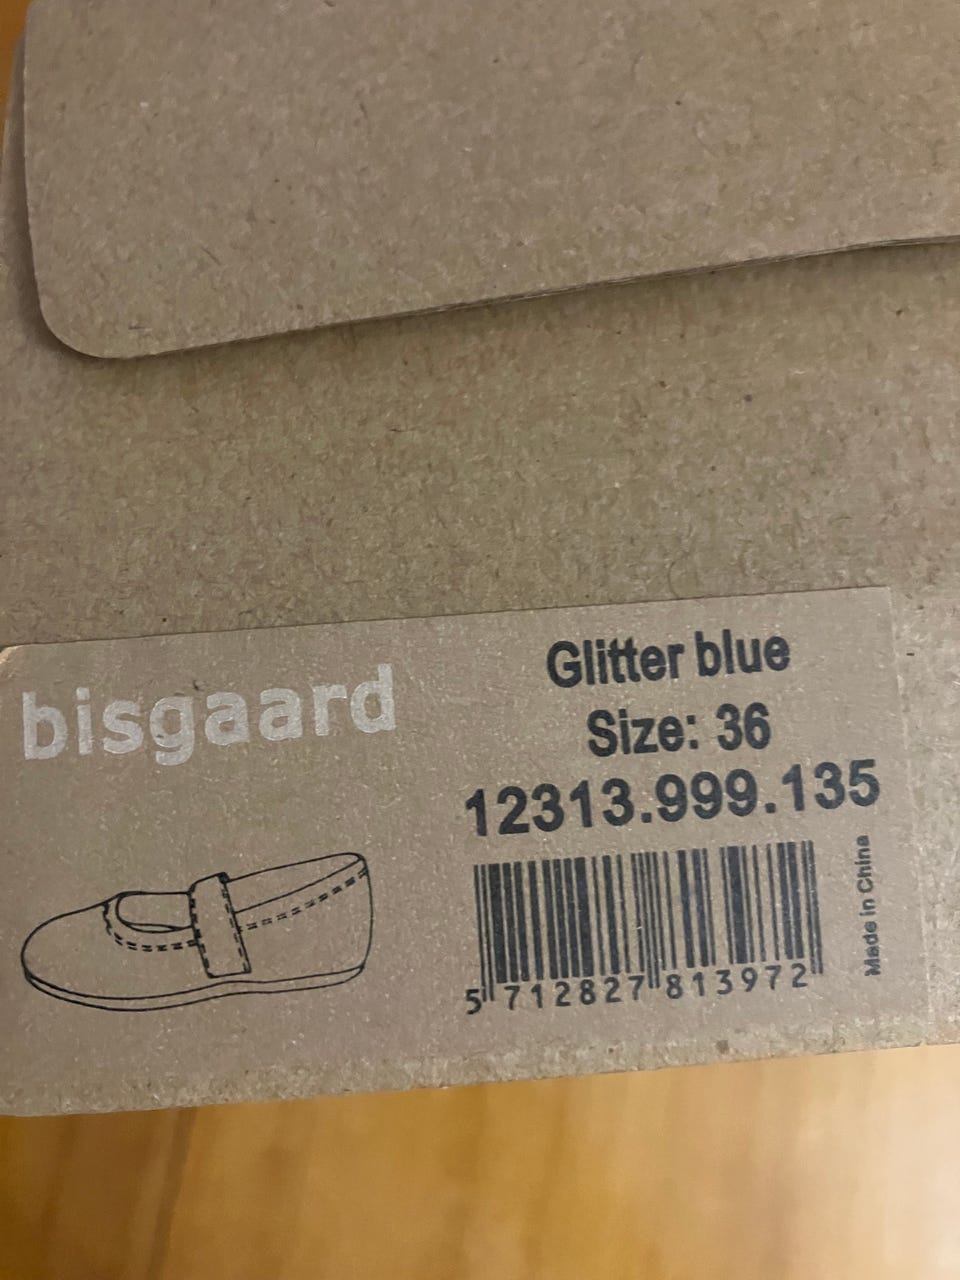 bisgaard
Glitter blue
Size: 36
12313.999.135
5 712827 813972
Made in China